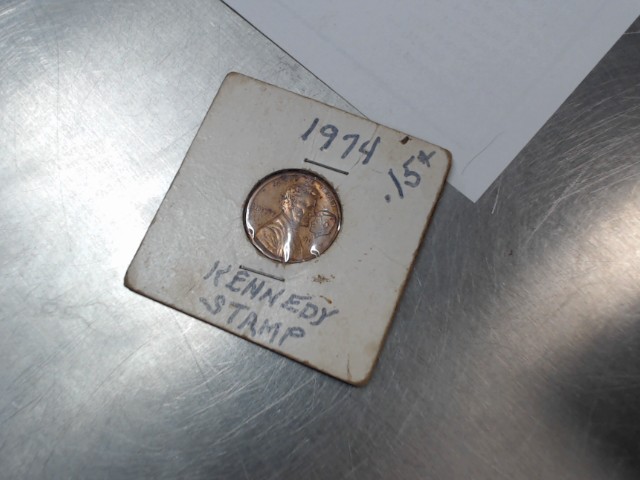 1974
.15¢
KENNEDY
STAMP